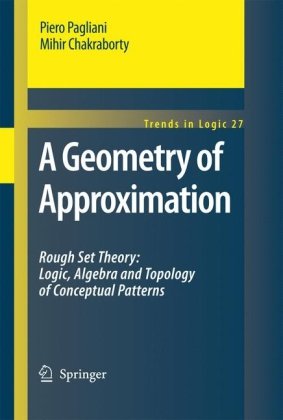 Piero Pagliani
Mihir Chakraborty
Trends in Logic 27
A Geometry of
Approximation
Rough Set Theory:
Logic, Algebra and Topology
of Conceptual Patterns
Springer